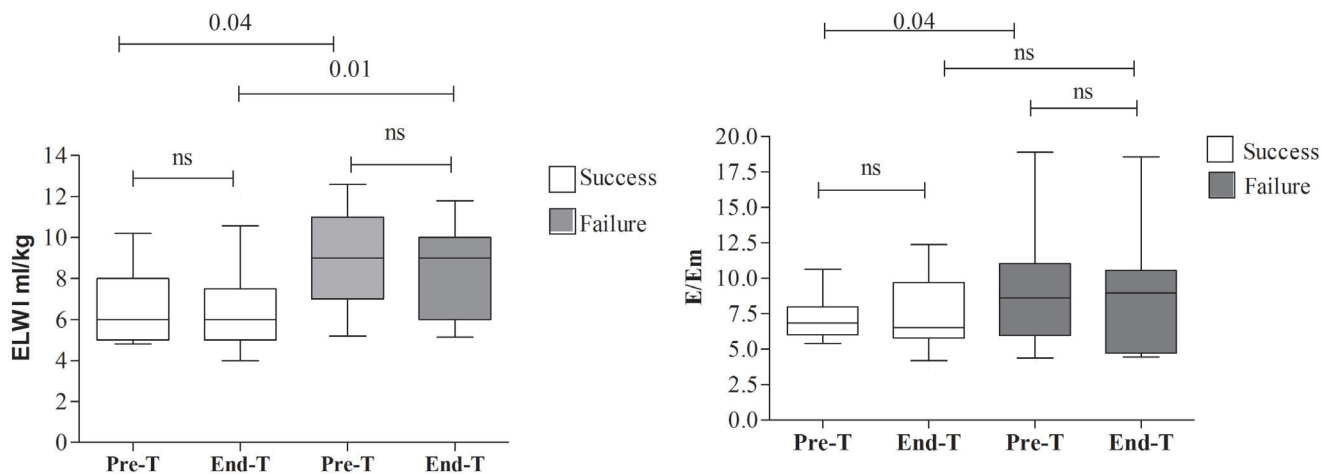 0.04
0.01
ns
ns
14
12
10
8
6
4
2
0
ELWI ml/kg
Pre-T
End-T
Pre-T
End-T
Success
Failure
0.04
ns
ns
ns
20.0
17.5
15.0
12.5
10.0
7.5
5.0
2.5
0.0
E/Em
Pre-T
End-T
Pre-T
End-T
Success
Failure